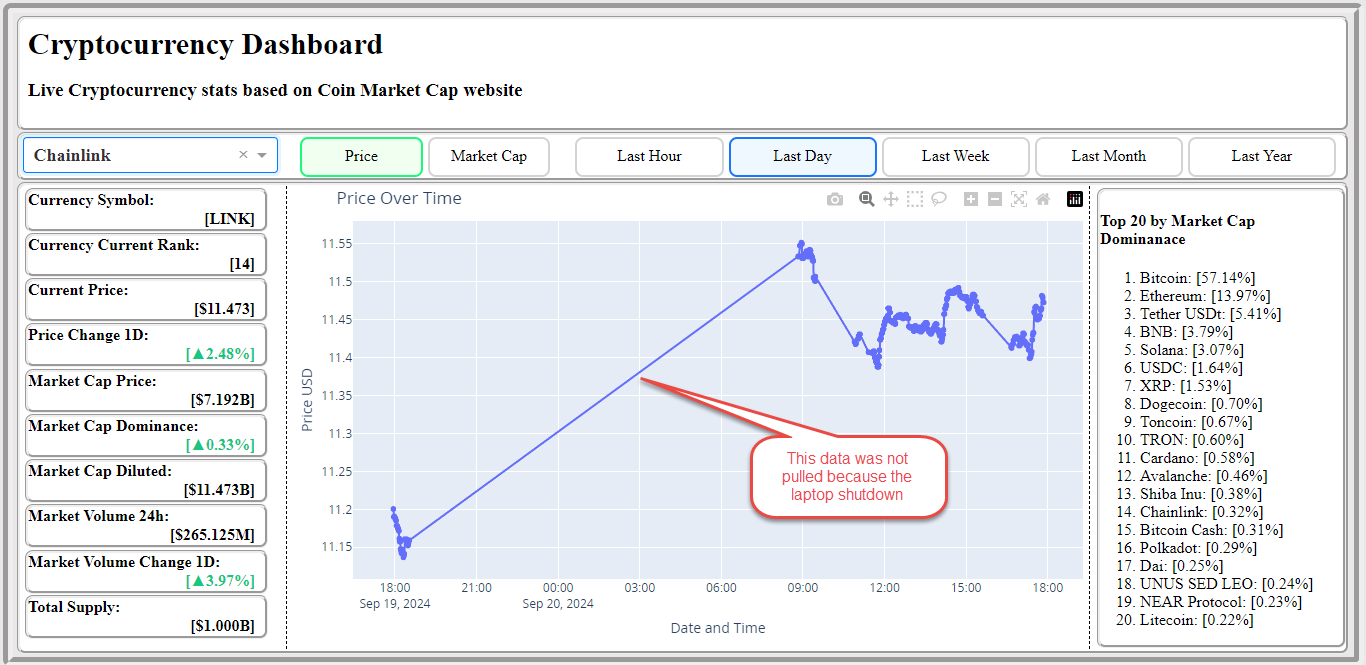 Cryptocurrency Dashboard
Live Cryptocurrency stats based on Coin Market Cap website
Chainlink × Price Market Cap Last Hour Last Day Last Week Last Month Last Year
Currency Symbol:
[LINK]
Currency Current Rank:
[14]
Current Price:
[$11.473]
Price Change 1D:
[▲2.48%]
Market Cap Price:
[$7.192B]
Market Cap Dominance:
[▲0.33%]
Market Cap Diluted:
[$11.473B]
Market Volume 24h:
[$265.125M]
Market Volume Change 1D:
[▲3.97%]
Total Supply:
[$1.000B]
Price Over Time
Price USD
11.55
11.5
11.45
11.4
11.35
11.3
11.25
11.2
11.15
This data was not
pulled because the
laptop shutdown
18:00 21:00 00:00 03:00 06:00 09:00 12:00 15:00 18:00
Sep 19, 2024 Sep 20, 2024
Date and Time
Top 20 by Market Cap
Dominanace
1. Bitcoin: [57.14%]
2. Ethereum: [13.97%]
3. Tether USDt: [5.41%]
4. BNB: [3.79%]
5. Solana: [3.07%]
6. USDC: [1.64%]
7. XRP: [1.53%]
8. Dogecoin: [0.70%]
9. Toncoin: [0.67%]
10. TRON: [0.60%]
11. Cardano: [0.58%]
12. Avalanche: [0.46%]
13. Shiba Inu: [0.38%]
14. Chainlink: [0.32%]
15. Bitcoin Cash: [0.31%]
16. Polkadot: [0.29%]
17. Dai: [0.25%]
18. UNUS SED LEO: [0.24%]
19. NEAR Protocol: [0.23%]
20. Litecoin: [0.22%]